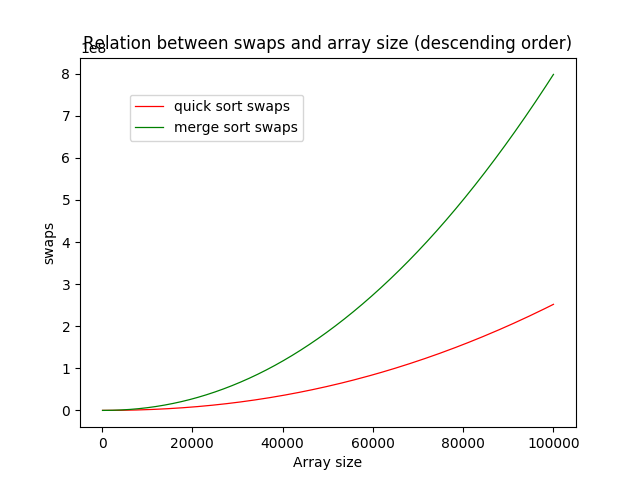 Relation between swaps and array size (descending order)
1e8
8
7
6
5
4
3
2
1
0
swaps
quick sort swaps
merge sort swaps
0 20000 40000 60000 80000 100000
Array size